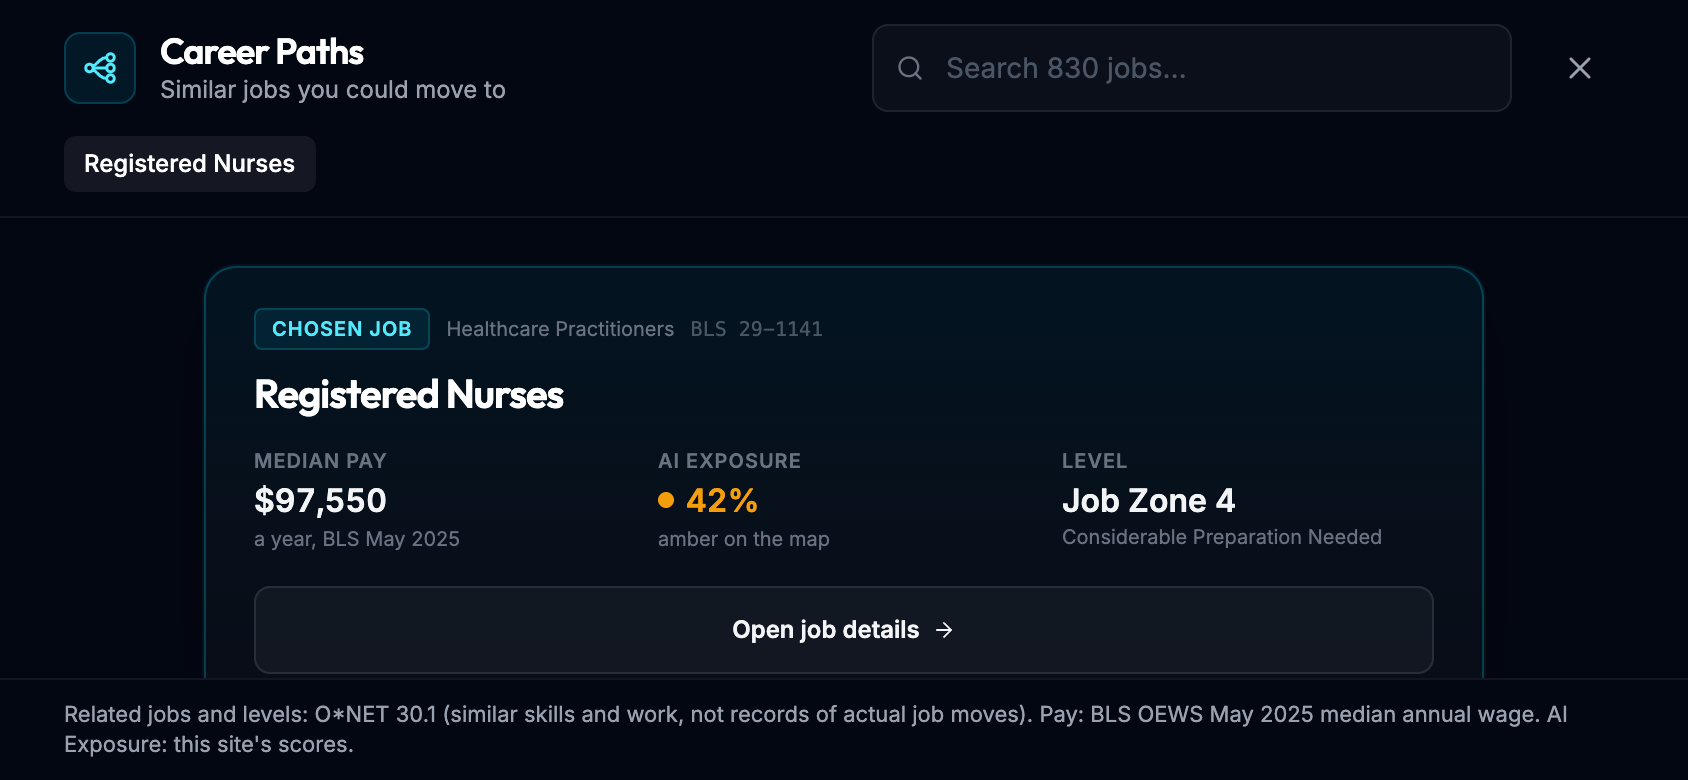 Career Paths
Similar jobs you could move to
Search 830 jobs...
Registered Nurses
CHOSEN JOB Healthcare Practitioners BLS 29–1141
Registered Nurses
MEDIAN PAY
$97,550
a year, BLS May 2025
AI EXPOSURE
42%
amber on the map
LEVEL
Job Zone 4
Considerable Preparation Needed
Open job details →
Related jobs and levels: O*NET 30.1 (similar skills and work, not records of actual job moves). Pay: BLS OEWS May 2025 median annual wage. AI
Exposure: this site's scores.